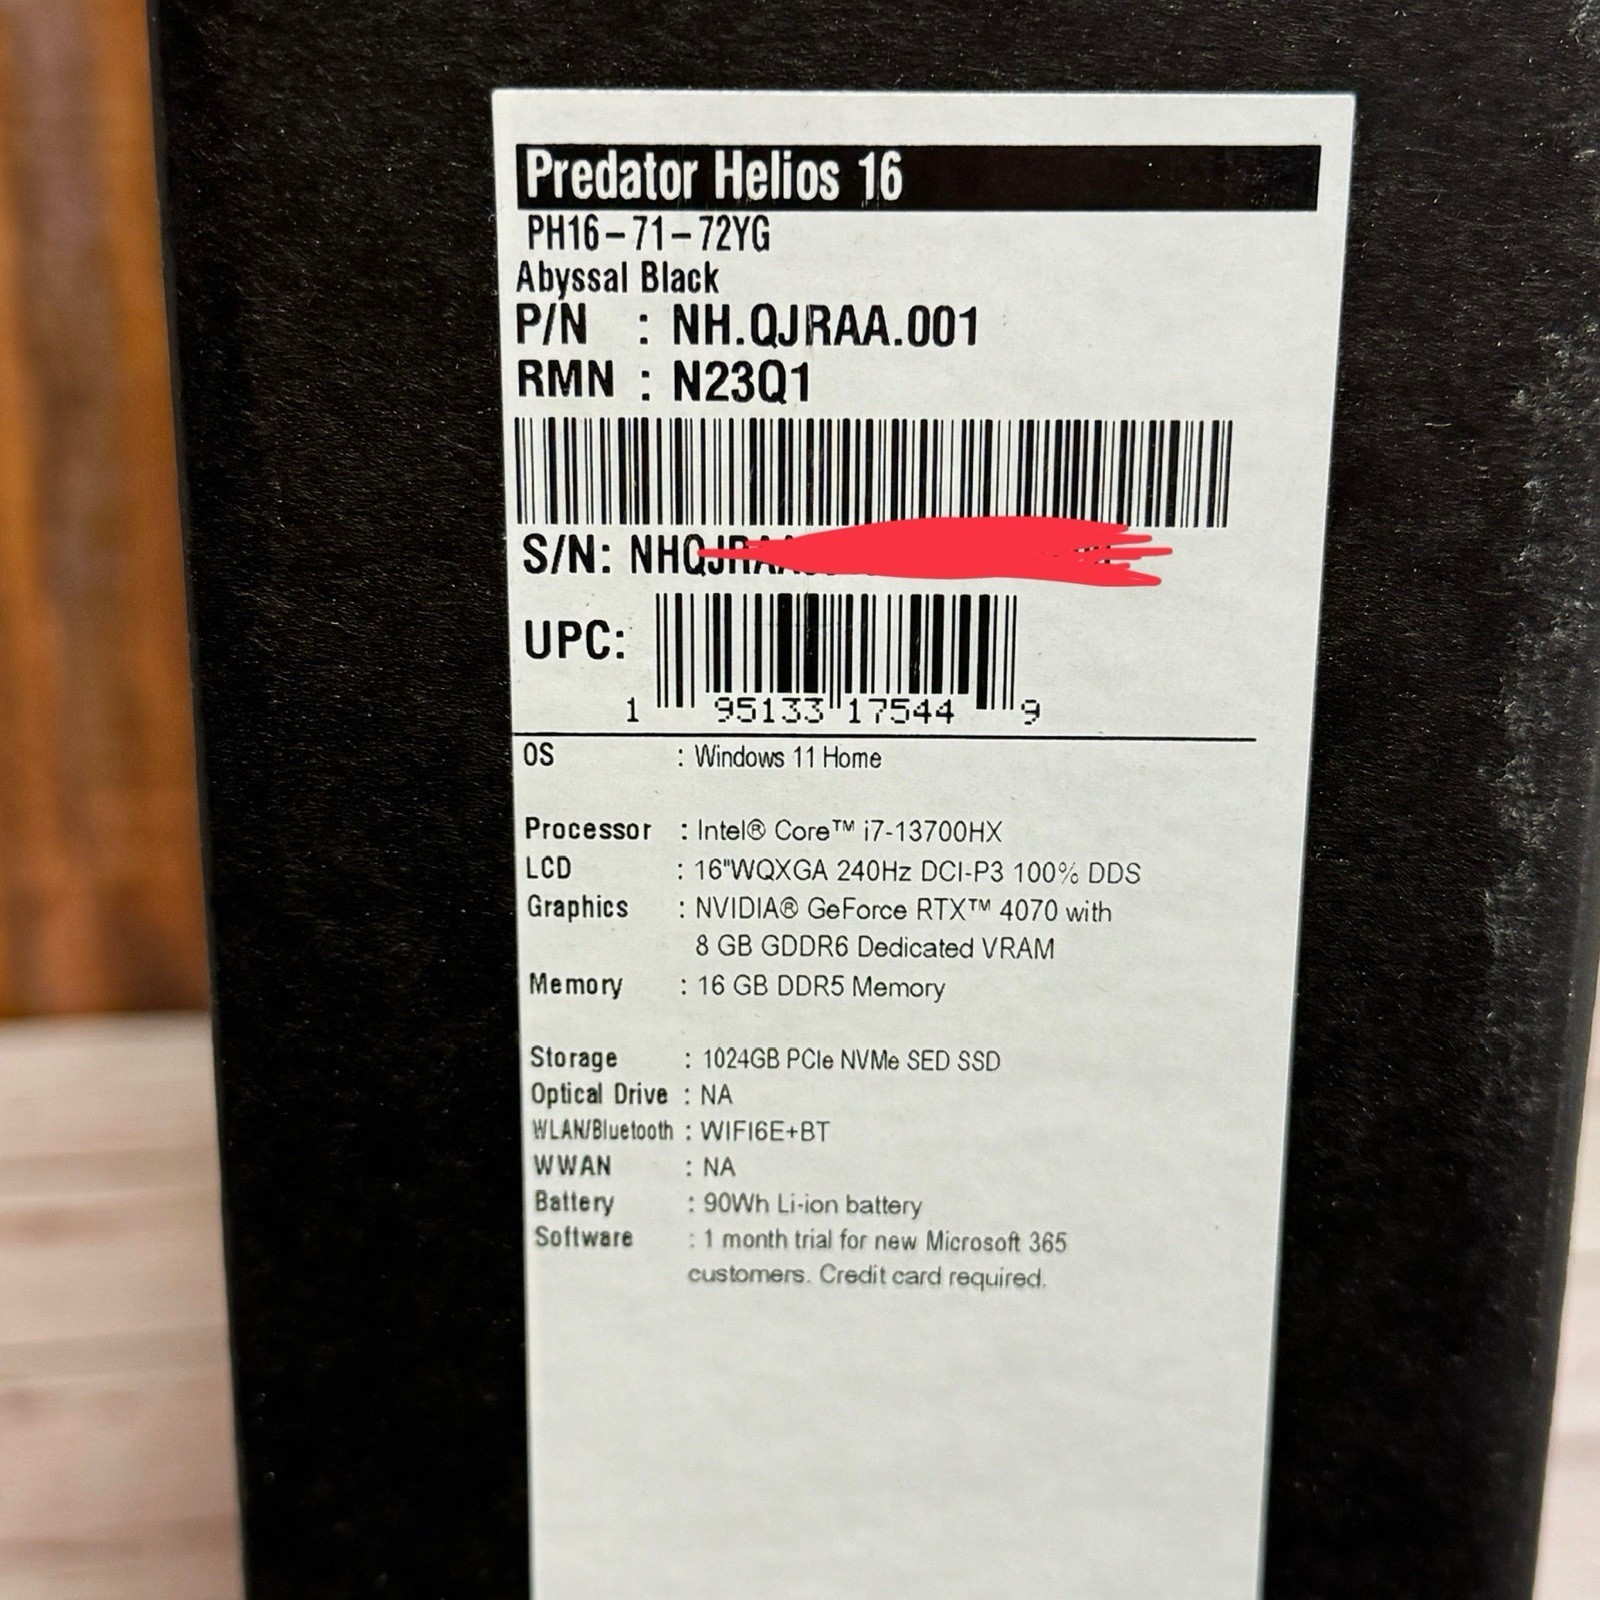 Predator Helios 16
PH16-71-72YG
Abyssal Black
P/N : NH.QJRAA.001
RMN : N23Q1
S/N: NHQJRAA
UPC:
1 95133 17544 9
OS : Windows 11 Home
Processor : Intel® Core™ i7-13700HX
LCD : 16"WQXGA 240Hz DCI-P3 100% DDS
Graphics : NVIDIA® GeForce RTX™ 4070 with
8 GB GDDR6 Dedicated VRAM
Memory : 16 GB DDR5 Memory
Storage : 1024GB PCIe NVMe SED SSD
Optical Drive : NA
WLAN/Bluetooth : WIFI6E+BT
WWAN : NA
Battery : 90Wh Li-ion battery
Software : 1 month trial for new Microsoft 365
customers. Credit card required.